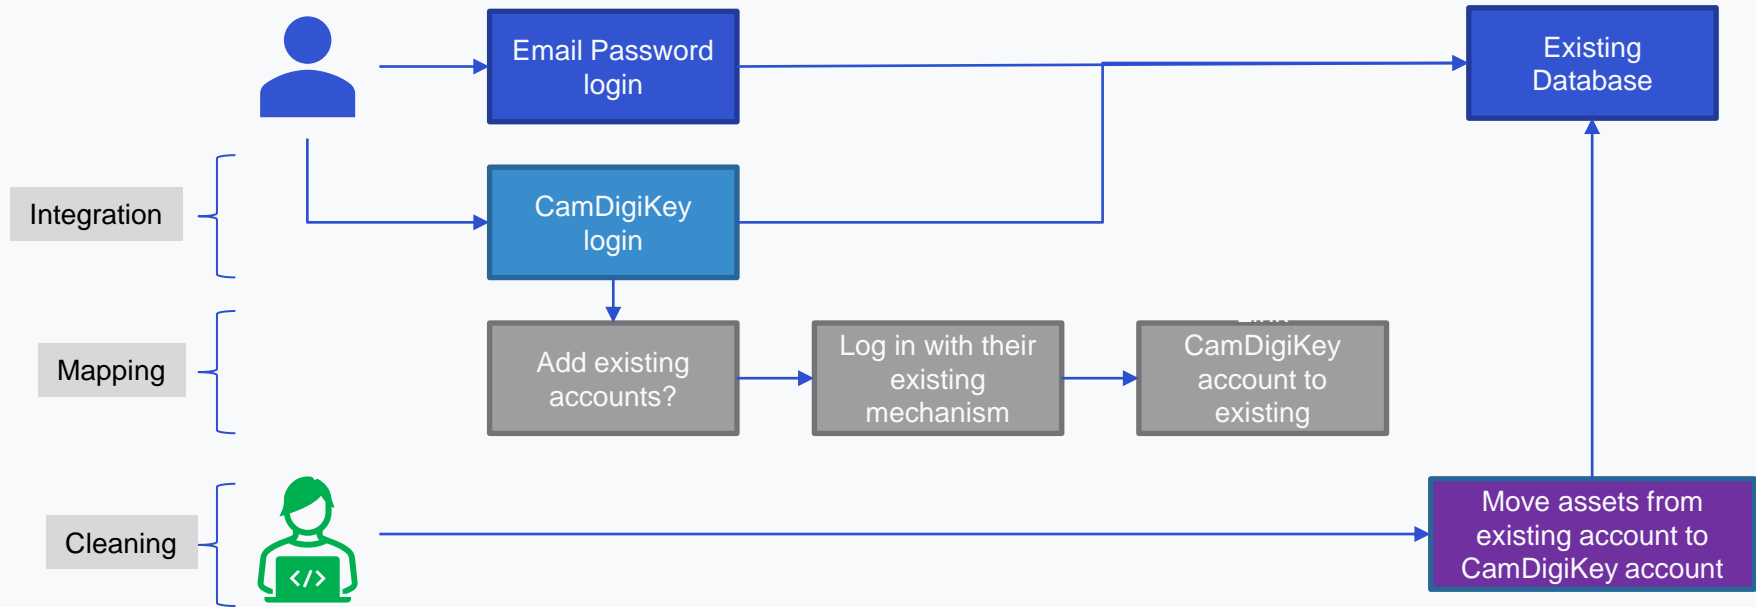 Email Password
login
Existing
Database
Integration
CamDigiKey
login
Mapping
Add existing
accounts?
Log in with their
existing
mechanism
Link
CamDigiKey
account to
existing
Cleaning
</>
Move assets from
existing account to
CamDigiKey account